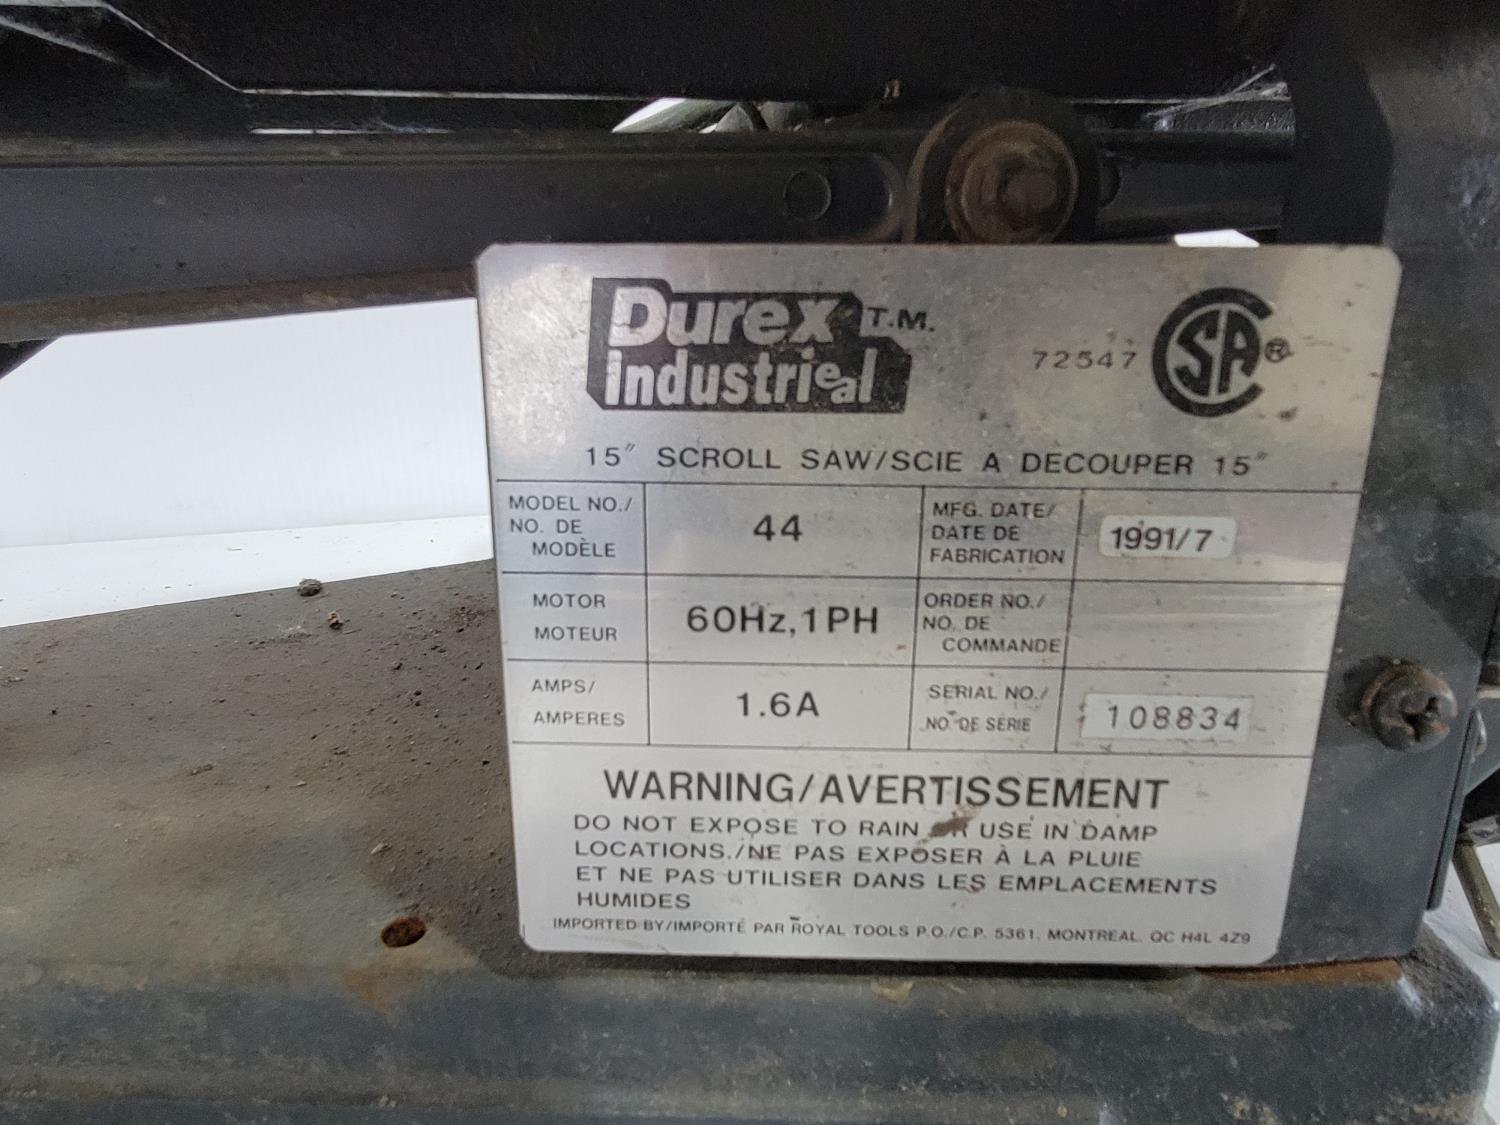 Durex T.M.
industrieal
72547 CSA ®
15" SCROLL SAW/SCIE A DECOUPER 15"
MODEL NO./
NO. DE
MODÈLE
44
MFG. DATE/
DATE DE
FABRICATION
1991/7
MOTOR
MOTEUR
60Hz,1PH
ORDER NO./
NO. DE
COMMANDE
AMPS/
AMPERES
1.6A
SERIAL NO./
NO DE SÉRIE
108834
WARNING/AVERTISSEMENT
DO NOT EXPOSE TO RAIN OR USE IN DAMP
LOCATIONS./NE PAS EXPOSER À LA PLUIE
ET NE PAS UTILISER DANS LES EMPLACEMENTS
HUMIDES
IMPORTED BY/IMPORTÉ PAR ROYAL TOOLS P.O./C.P. 5361, MONTREAL. QC H4L 4Z9